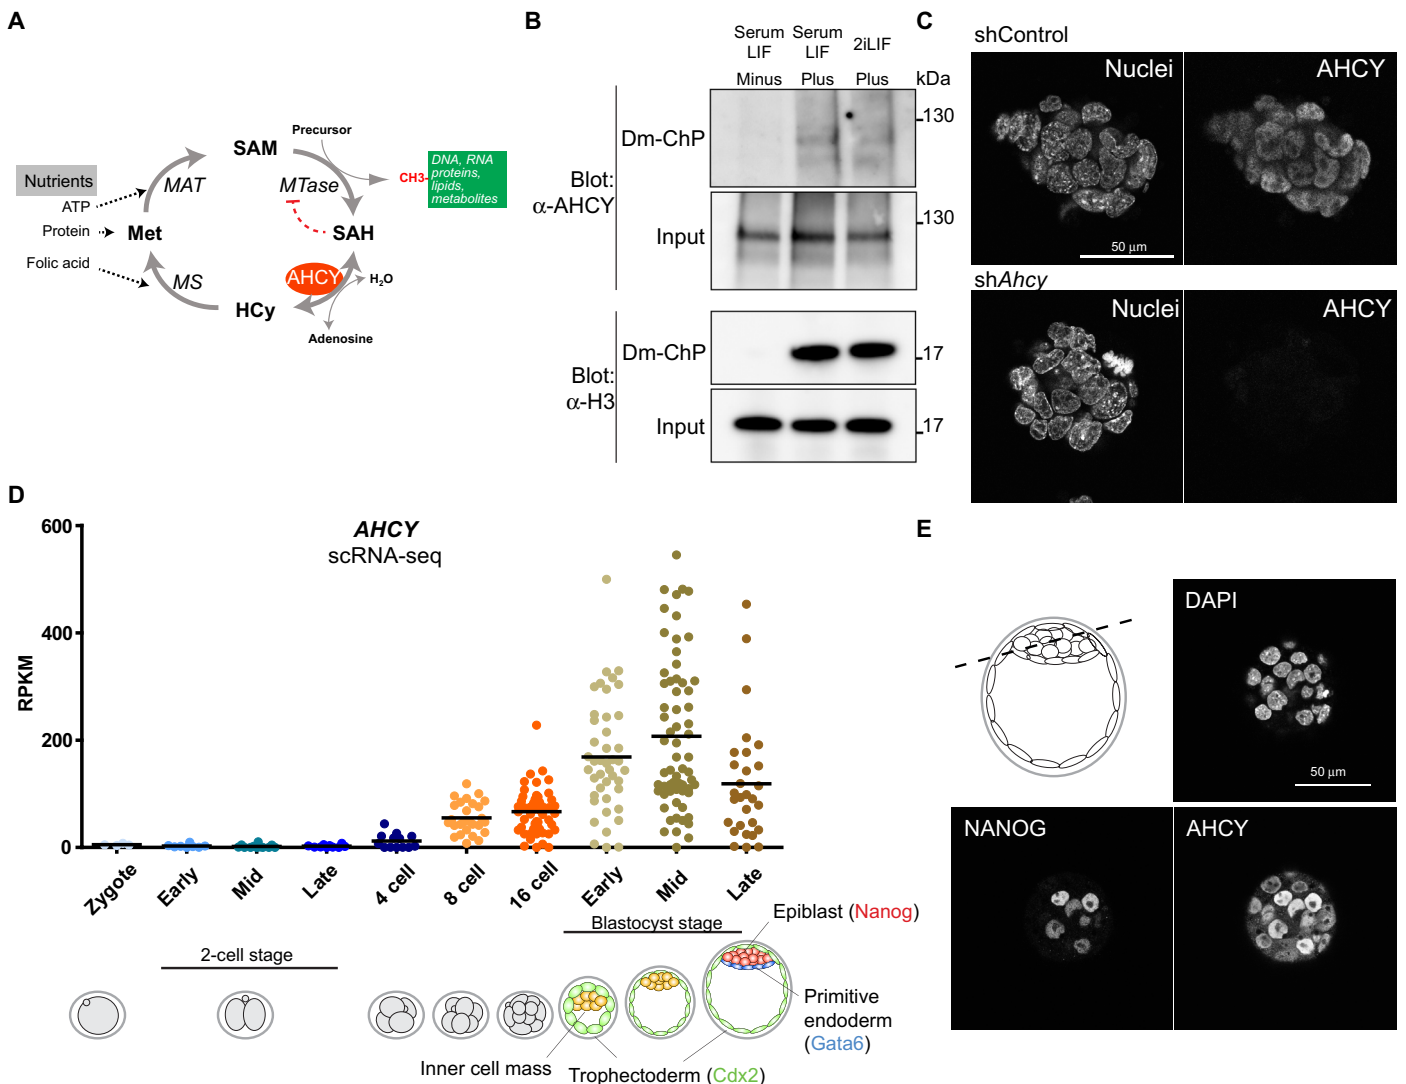 A
Nutrients
ATP
Protein
Folic acid
MAT
Met
MS
SAM
MTase
Precursor
CH3-
DNA, RNA
proteins,
lipids,
metabolites
SAH
AHCY
H2O
HCy
Adenosine
B
Serum
LIF
Serum
LIF
2iLIF
Minus
Plus
Plus
kDa
Blot:
α-AHCY
Dm-ChP
130
Input
130
Blot:
α-H3
Dm-ChP
17
Input
17
C
shControl
Nuclei
AHCY
50 µm
shAhcy
Nuclei
AHCY
D
AHCY
scRNA-seq
RPKM
600
400
200
0
Zygote
Early
Mid
Late
4 cell
8 cell
16 cell
Early
Mid
Late
2-cell stage
Blastocyst stage
Epiblast (Nanog)
Primitive
endoderm
(Gata6)
Inner cell mass
Trophectoderm (Cdx2)
E
DAPI
50 µm
NANOG
AHCY